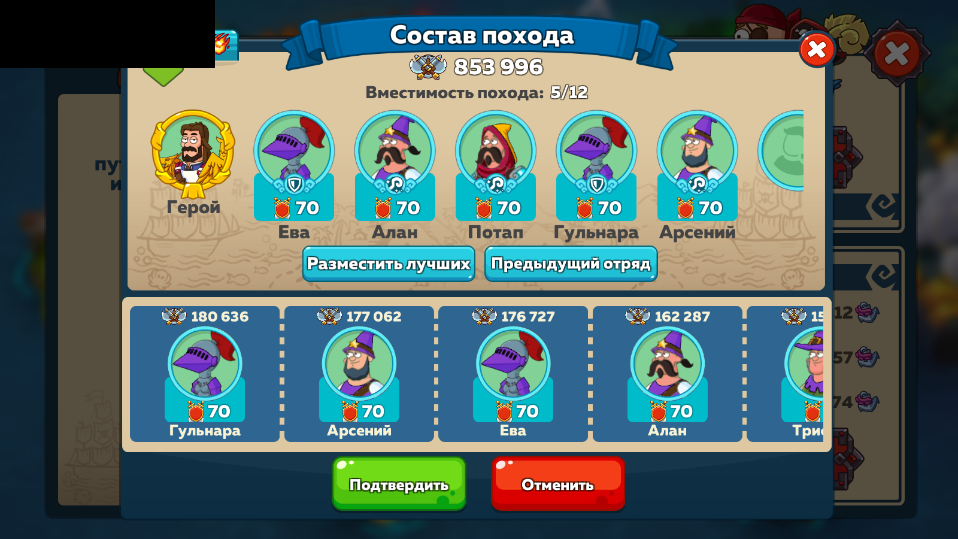 Состав похода
853 996
Вместимость похода: 5/12
Герой
70
70
70
70
70
Ева
Алан
Потап
Гульнара
Арсений
Разместить лучших
Предыдущий отряд
180 636
177 062
176 727
162 287
15
70
70
70
70
Гульнара
Арсений
Ева
Алан
Трис
Подтвердить
Отменить
12
57
74